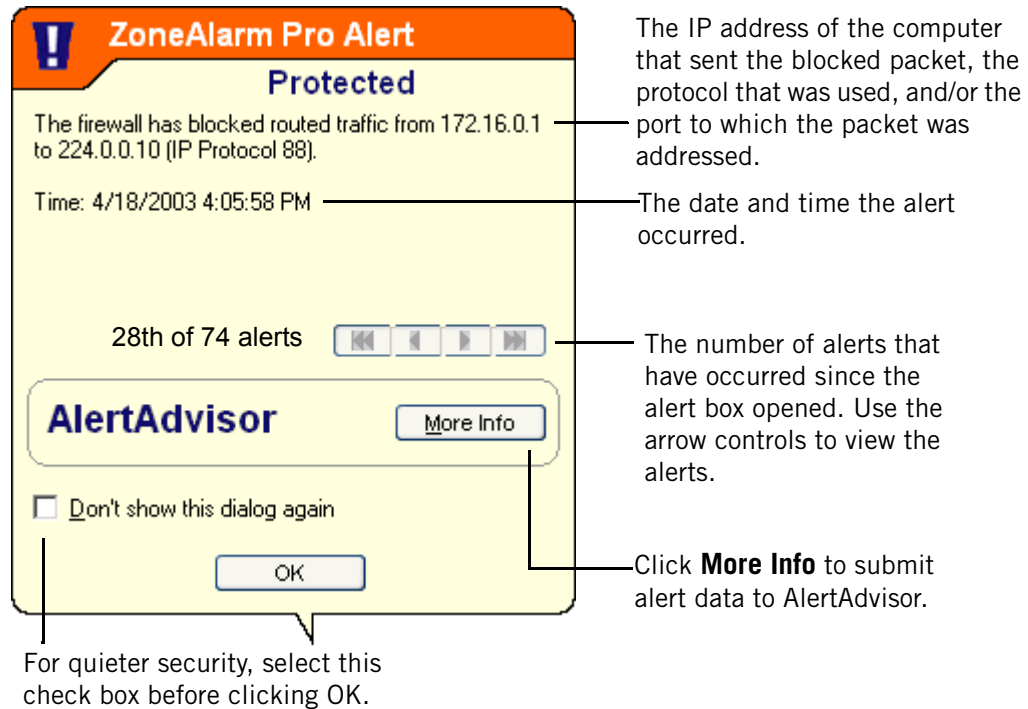 ZoneAlarm Pro Alert
Protected
The firewall has blocked routed traffic from 172.16.0.1
to 224.0.0.10 (IP Protocol 88).
Time: 4/18/2003 4:05:58 PM
28th of 74 alerts
AlertAdvisor
More Info
Don't show this dialog again
OK
The IP address of the computer
that sent the blocked packet, the
protocol that was used, and/or the
port to which the packet was
addressed.
The date and time the alert
occurred.
The number of alerts that
have occurred since the
alert box opened. Use the
arrow controls to view the
alerts.
Click More Info to submit
alert data to AlertAdvisor.
For quieter security, select this
check box before clicking OK.